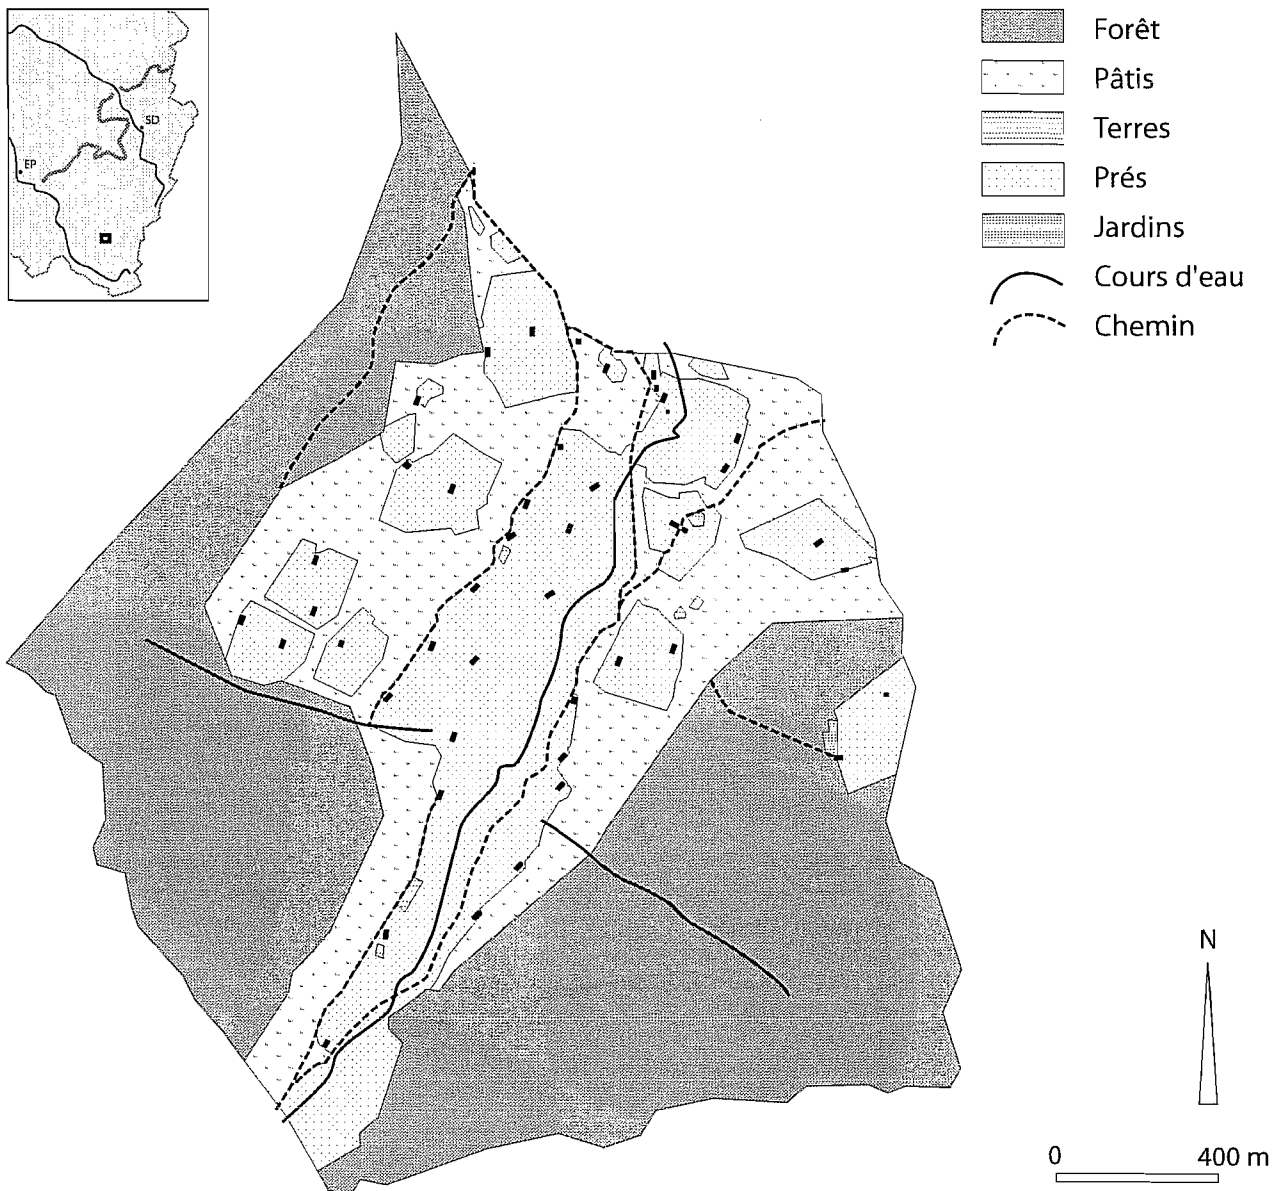 SD
EP
Forêt
Pâtis
Terres
Prés
Jardins
Cours d'eau
Chemin
N
0 400 m